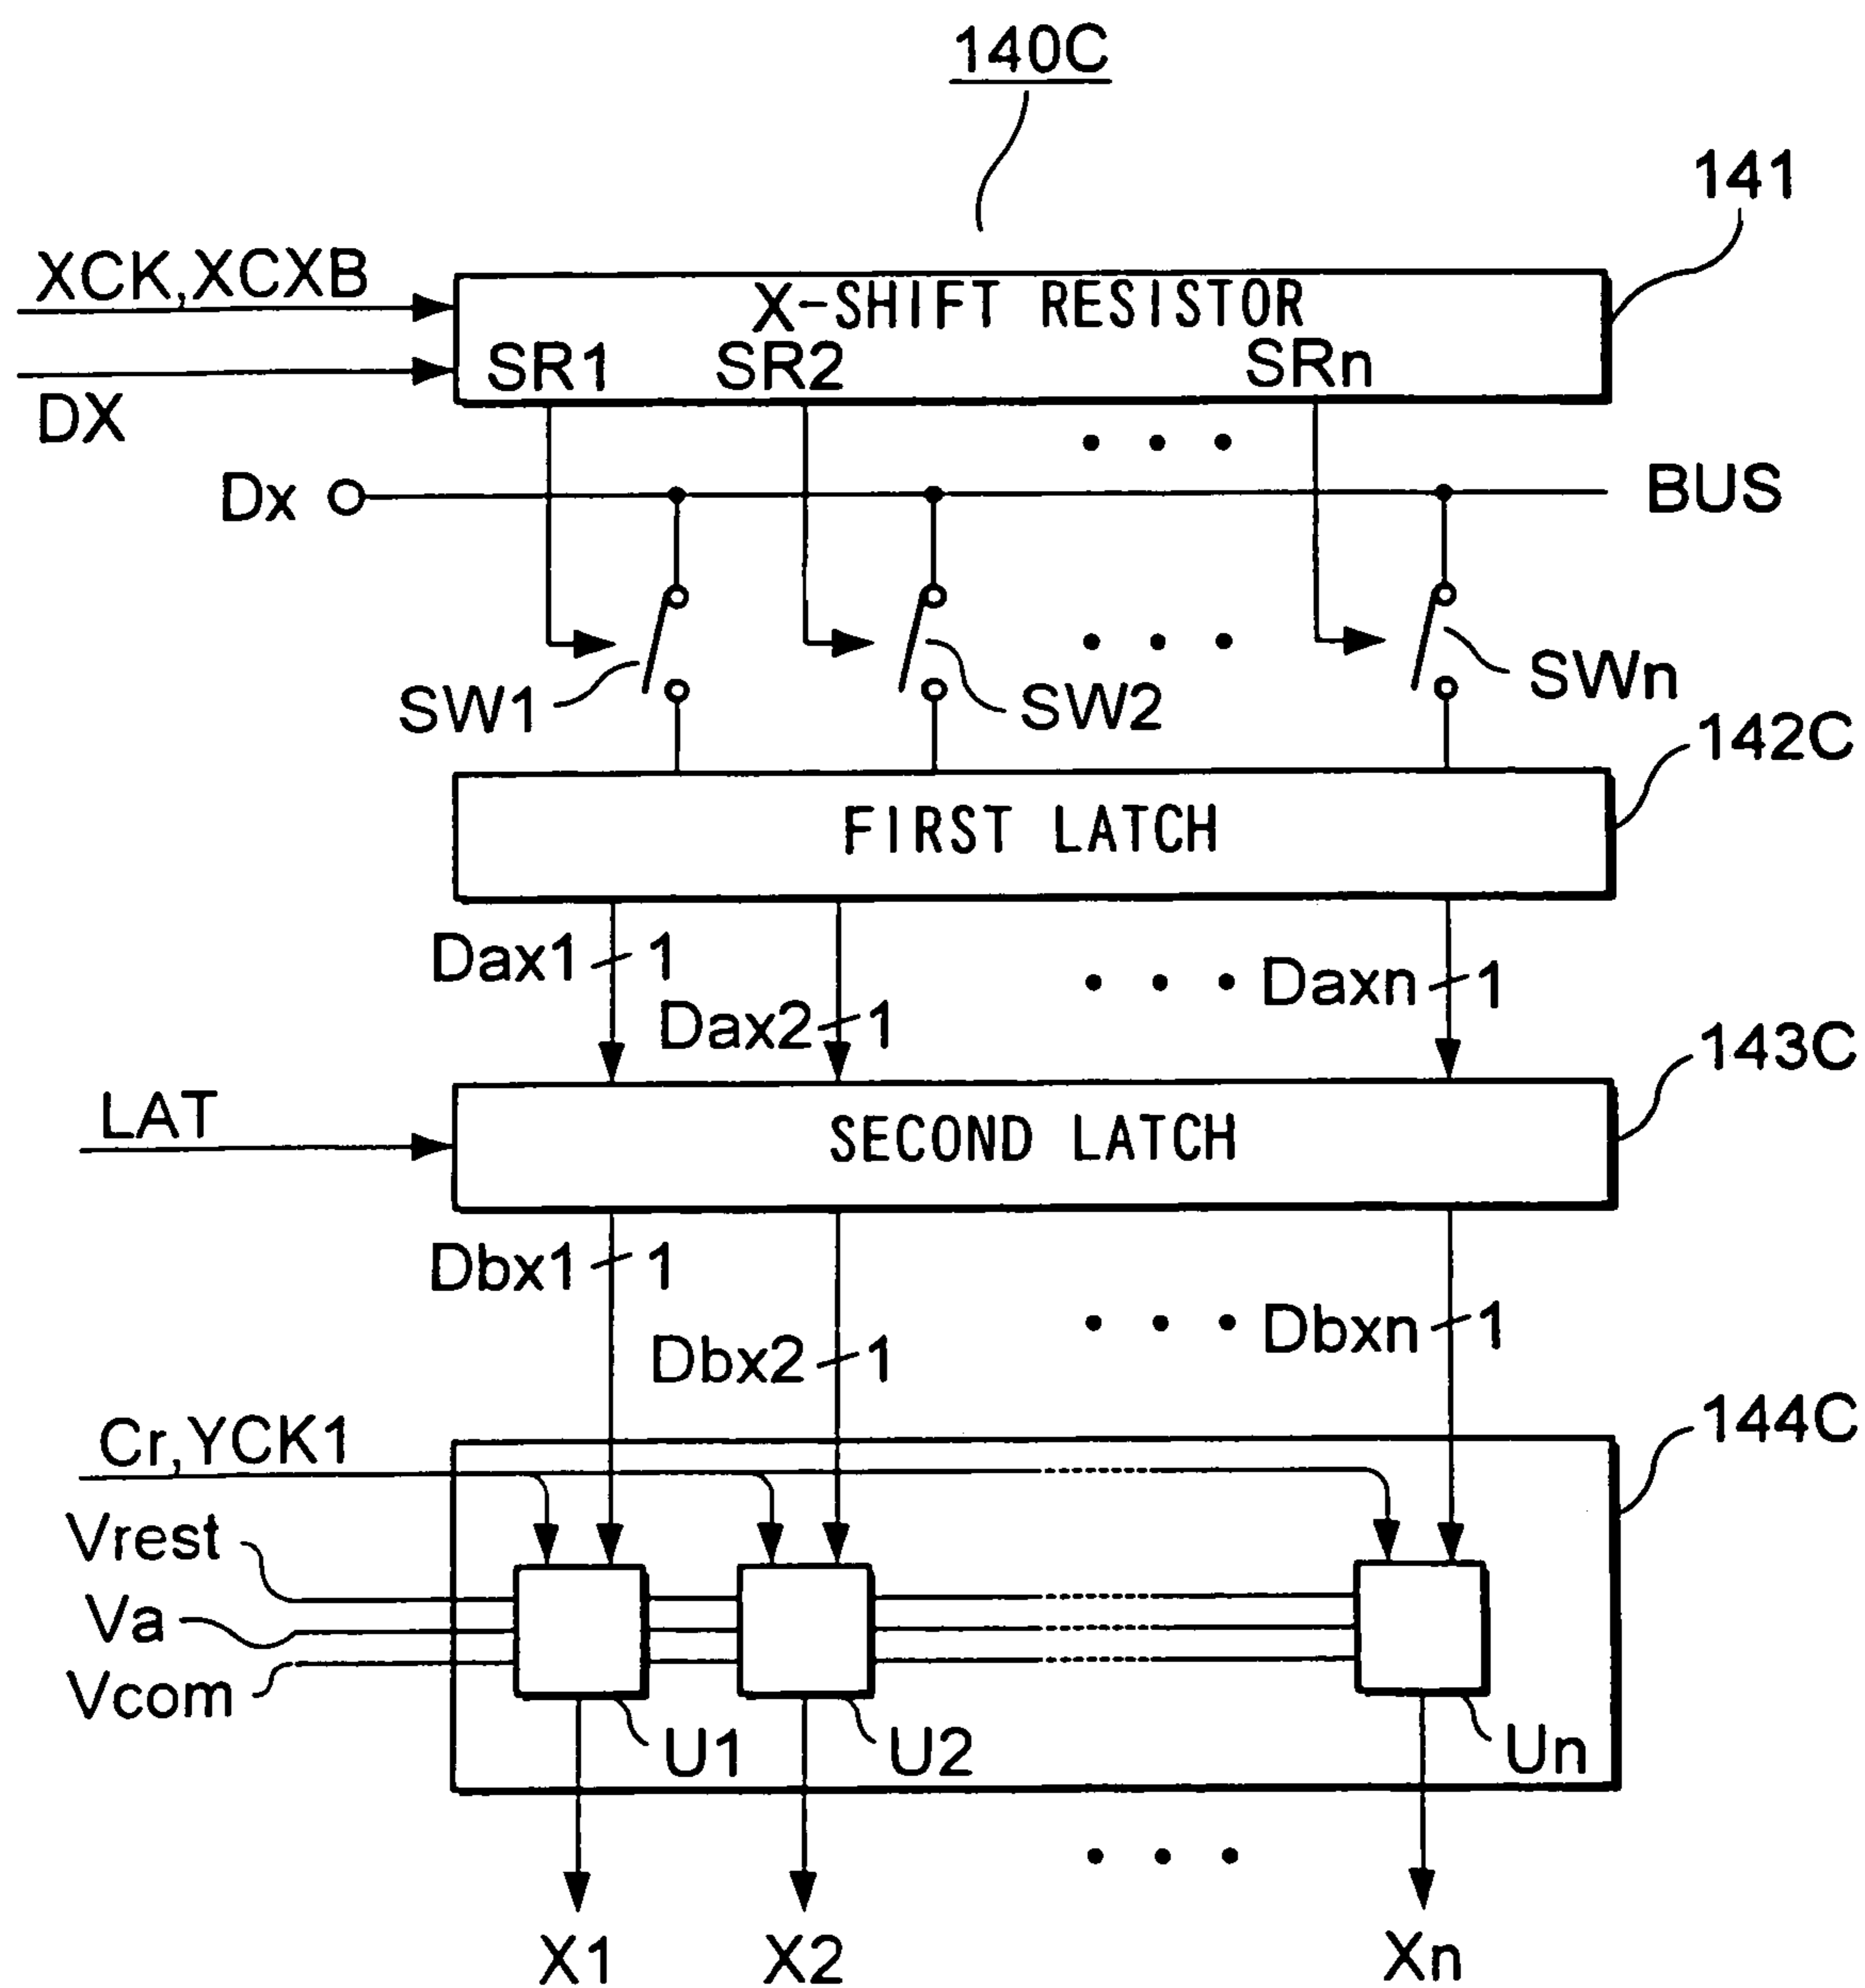 140C
141
XCK,XCXB
X-SHIFT RESISTOR
SR1 SR2 SRn
DX
Dx
BUS
SW1
SW2
SWn
142C
FIRST LATCH
Dax1 1
Dax2 1
Daxn 1
143C
LAT
SECOND LATCH
Dbx1 1
Dbx2 1
Dbxn 1
144C
Cr,YCK1
Vrest
Va
Vcom
U1
U2
Un
X1 X2 Xn